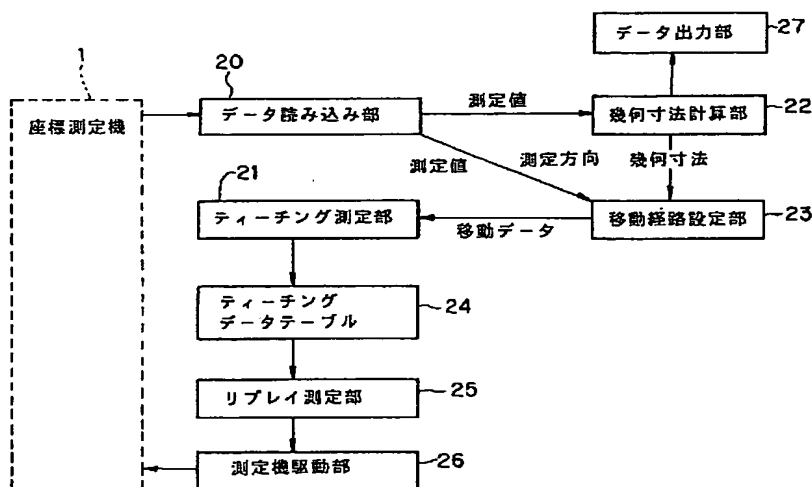 データ出力部
27
1
20
座標測定機
データ読み込み部
測定値
幾何寸法計算部
22
測定値
測定方向
幾何寸法
21
ティーチング測定部
移動データ
移動経路設定部
23
ティーチング
データテーブル
24
リプレイ測定部
25
測定機駆動部
26